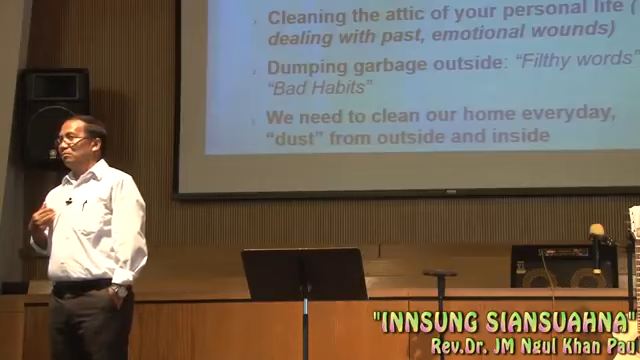 Cleaning the attic of your personal life (
dealing with past, emotional wounds)
Dumping garbage outside: “Filthy words”
“Bad Habits”
We need to clean our home everyday,
“dust” from outside and inside
"INNSUNG SIANSUAHNA"
Rev.Dr. JM Ngul Khan Pau